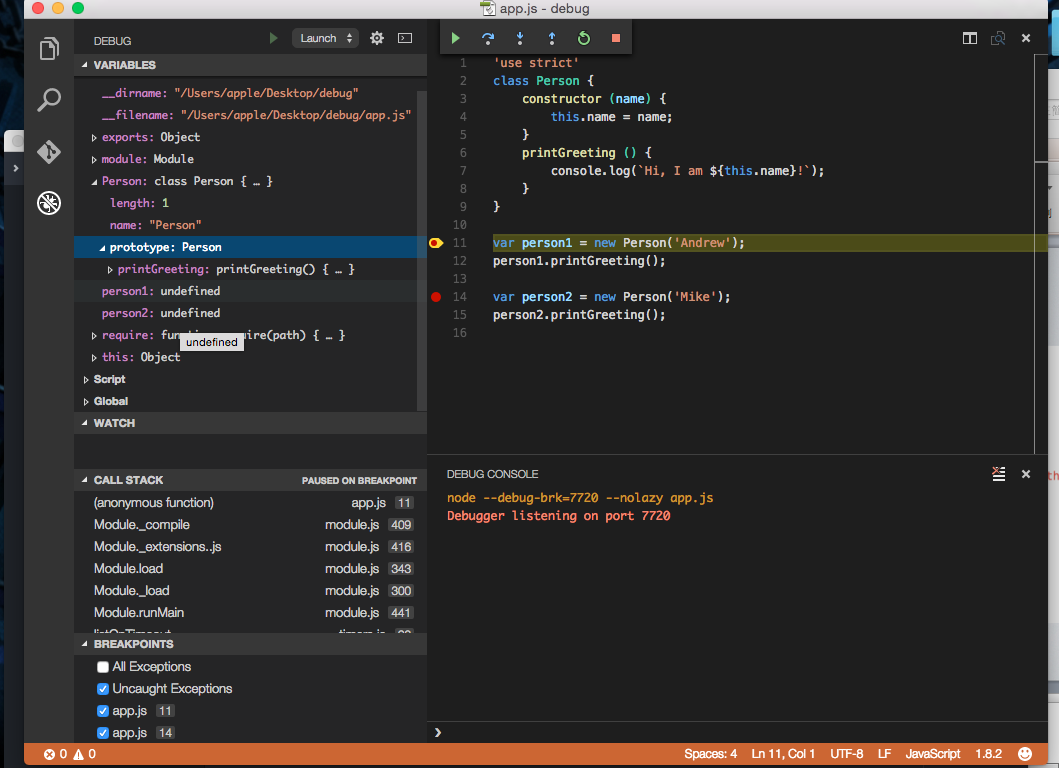 app.js - debug
DEBUG
Launch
VARIABLES
__dirname: "/Users/apple/Desktop/debug"
__filename: "/Users/apple/Desktop/debug/app.js"
exports: Object
module: Module
Person: class Person { … }
length: 1
name: "Person"
prototype: Person
printGreeting: printGreeting() { … }
person1: undefined
person2: undefined
require: (path) { … }
undefined
this: Object
Script
Global
WATCH
CALL STACK PAUSED ON BREAKPOINT
(anonymous function) app.js 11
Module._compile module.js 409
Module._extensions..js module.js 416
Module.load module.js 343
Module._load module.js 300
Module.runMain module.js 441
BREAKPOINTS
All Exceptions
Uncaught Exceptions
app.js 11
app.js 14
1 'use strict'
2 class Person {
3 constructor (name) {
4 this.name = name;
5 }
6 printGreeting () {
7 console.log(`Hi, I am ${this.name}!`);
8 }
9 }
10
11 var person1 = new Person('Andrew');
12 person1.printGreeting();
13
14 var person2 = new Person('Mike');
15 person2.printGreeting();
16
DEBUG CONSOLE
node --debug-brk=7720 --nolazy app.js
Debugger listening on port 7720
0 0
Spaces: 4 Ln 11, Col 1 UTF-8 LF JavaScript 1.8.2